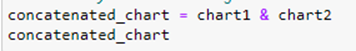 concatenated_chart = chart1 & chart2
concatenated_chart